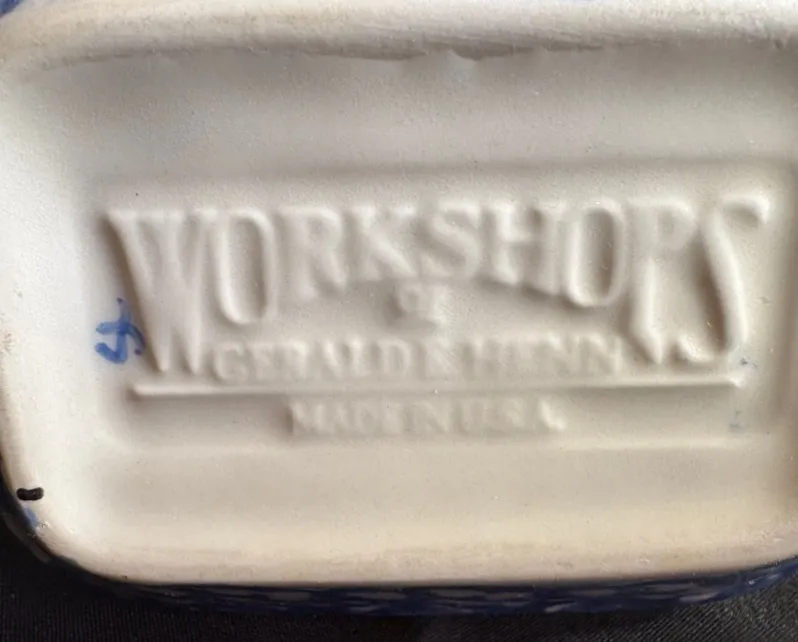 WORKSHOPS
OF
GERALD E. HENN
MADE IN U.S.A.